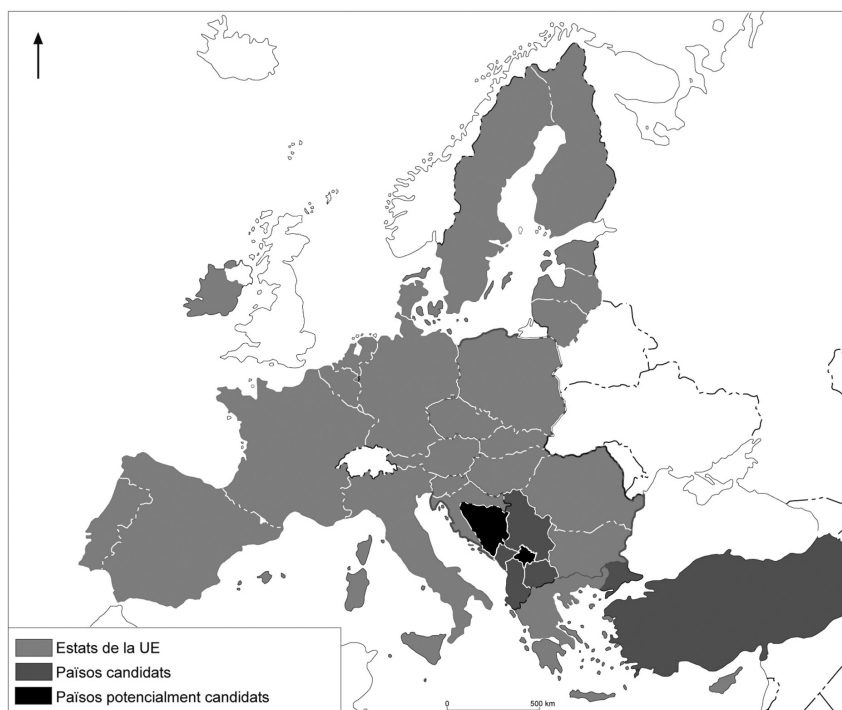 Estats de la UE
Països candidats
Països potencialment candidats
0 500 km